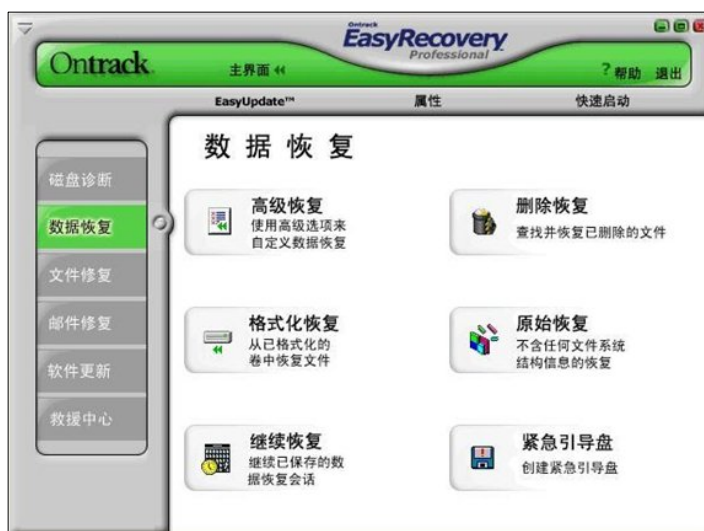 Ontrack
EasyRecovery
Professional
Ontrack.
主界面
? 帮助 退出
EasyUpdate™ 属性 快速启动
数据恢复
磁盘诊断
数据恢复
文件修复
邮件修复
软件更新
救援中心
高级恢复
使用高级选项来
自定义数据恢复
删除恢复
查找并恢复已删除的文件
格式化恢复
从已格式化的
卷中恢复文件
原始恢复
不含任何文件系统
结构信息的恢复
继续恢复
继续已保存的数
据恢复会话
紧急引导盘
创建紧急引导盘